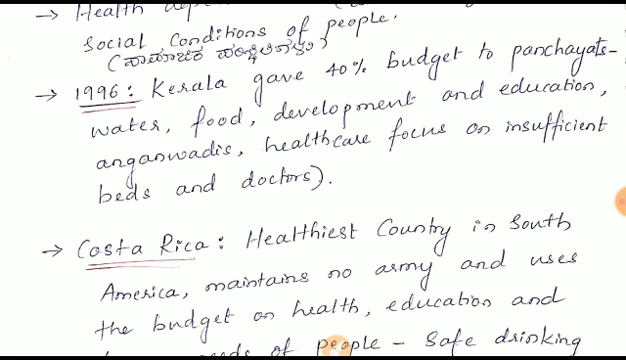 → Health
Social Conditions of people.
(ಸಾಮಾಜಿಕ ಪರಿಸ್ಥಿತಿಗಳು)
→ 1996: Kerala gave 40% budget to panchayats-
water, food, development and education,
anganwadis, healthcare focus on insufficient
beds and doctors).
→ Costa Rica: Healthiest Country in South
America, maintains no army and uses
the budget on health, education and
of people - Safe drinking